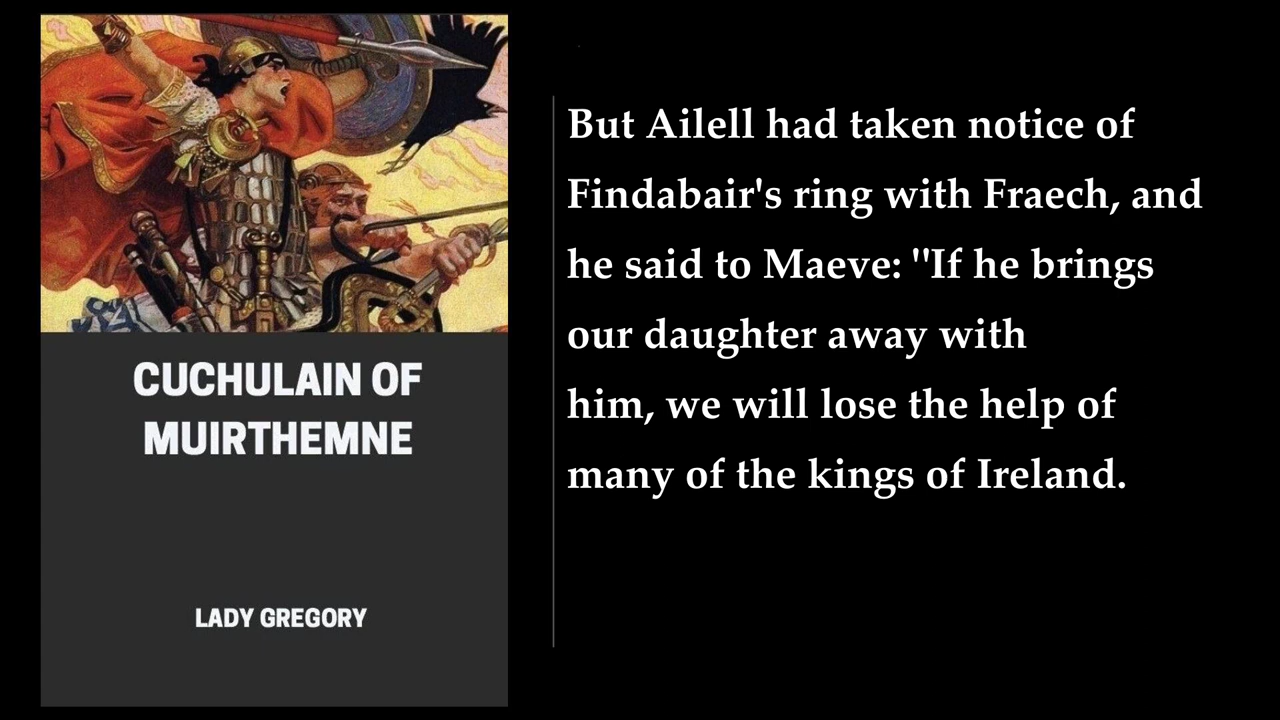 CUCHULAIN OF
MUIRTHEMNE
LADY GREGORY
But Ailell had taken notice of
Findabair's ring with Fraech, and
he said to Maeve: "If he brings
our daughter away with
him, we will lose the help of
many of the kings of Ireland.